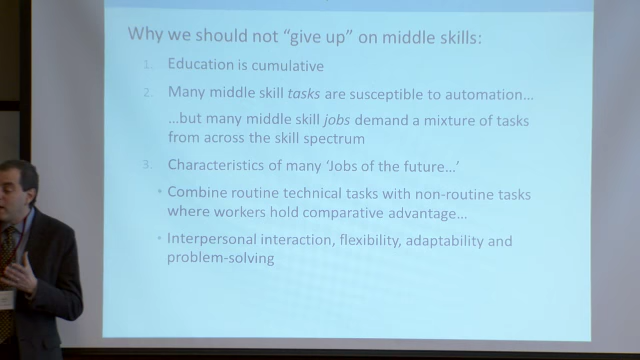 Why we should not “give up” on middle skills:
1. Education is cumulative
2. Many middle skill tasks are susceptible to automation…
…but many middle skill jobs demand a mixture of tasks
from across the skill spectrum
3. Characteristics of many ‘Jobs of the future…’
• Combine routine technical tasks with non-routine tasks
where workers hold comparative advantage…
• Interpersonal interaction, flexibility, adaptability and
problem-solving